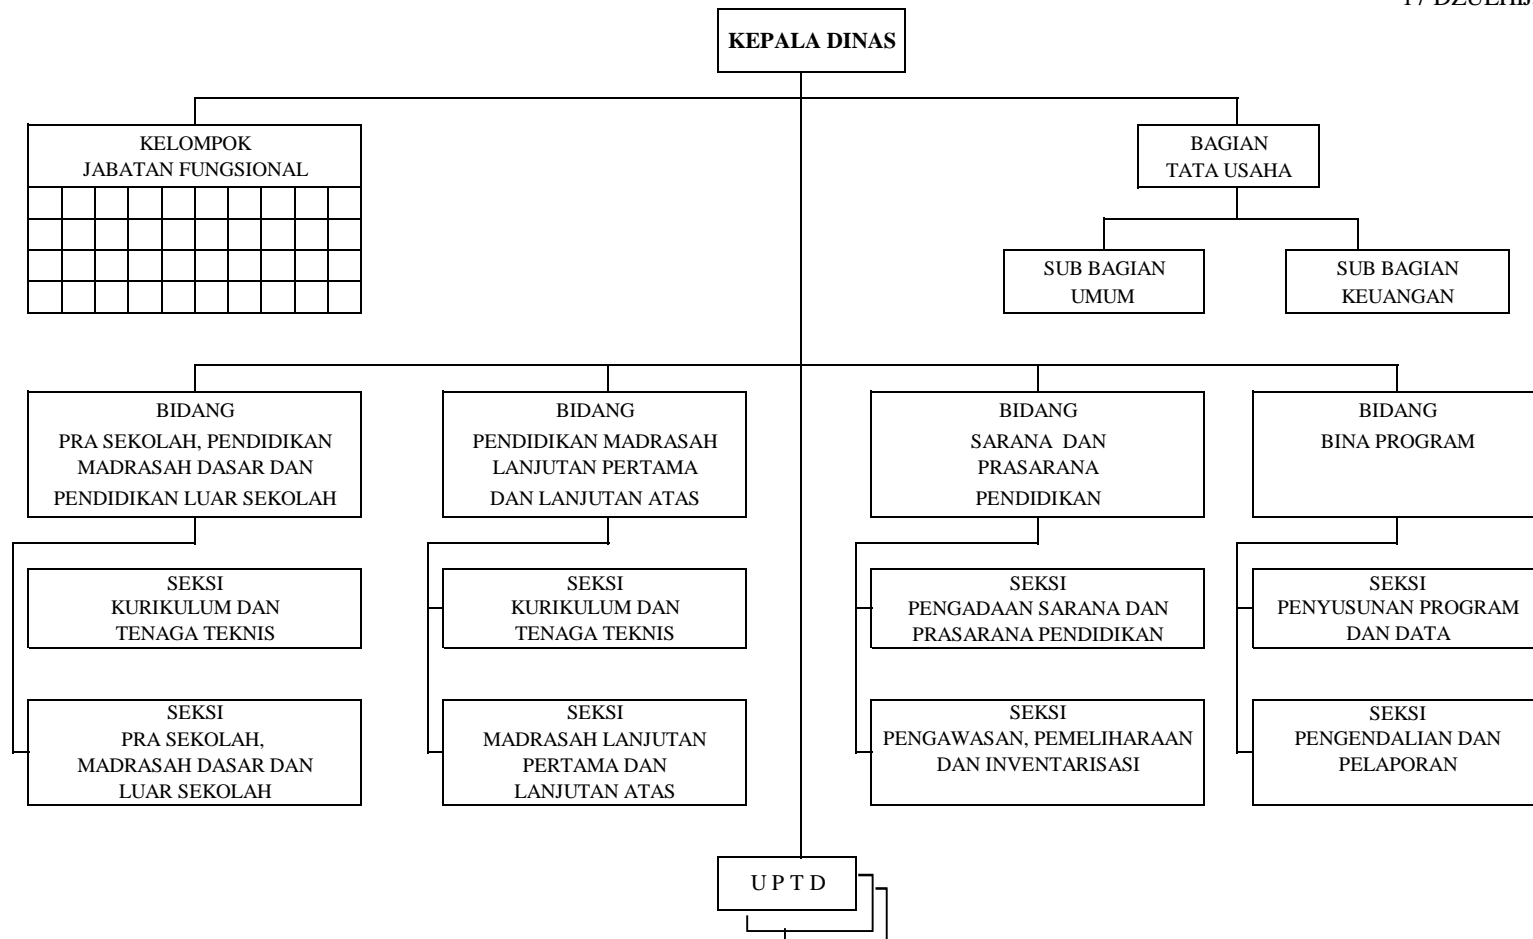 KEPALA DINAS
KELOMPOK
JABATAN FUNGSIONAL
BAGIAN
TATA USAHA
SUB BAGIAN
UMUM
SUB BAGIAN
KEUANGAN
BIDANG
PRA SEKOLAH, PENDIDIKAN
MADRASAH DASAR DAN
PENDIDIKAN LUAR SEKOLAH
BIDANG
PENDIDIKAN MADRASAH
LANJUTAN PERTAMA
DAN LANJUTAN ATAS
BIDANG
SARANA DAN
PRASARANA
PENDIDIKAN
BIDANG
BINA PROGRAM
SEKSI
KURIKULUM DAN
TENAGA TEKNIS
SEKSI
KURIKULUM DAN
TENAGA TEKNIS
SEKSI
PENGADAAN SARANA DAN
PRASARANA PENDIDIKAN
SEKSI
PENYUSUNAN PROGRAM
DAN DATA
SEKSI
PRA SEKOLAH,
MADRASAH DASAR DAN
LUAR SEKOLAH
SEKSI
MADRASAH LANJUTAN
PERTAMA DAN
LANJUTAN ATAS
SEKSI
PENGAWASAN, PEMELIHARAAN
DAN INVENTARISASI
SEKSI
PENGENDALIAN DAN
PELAPORAN
U P T D